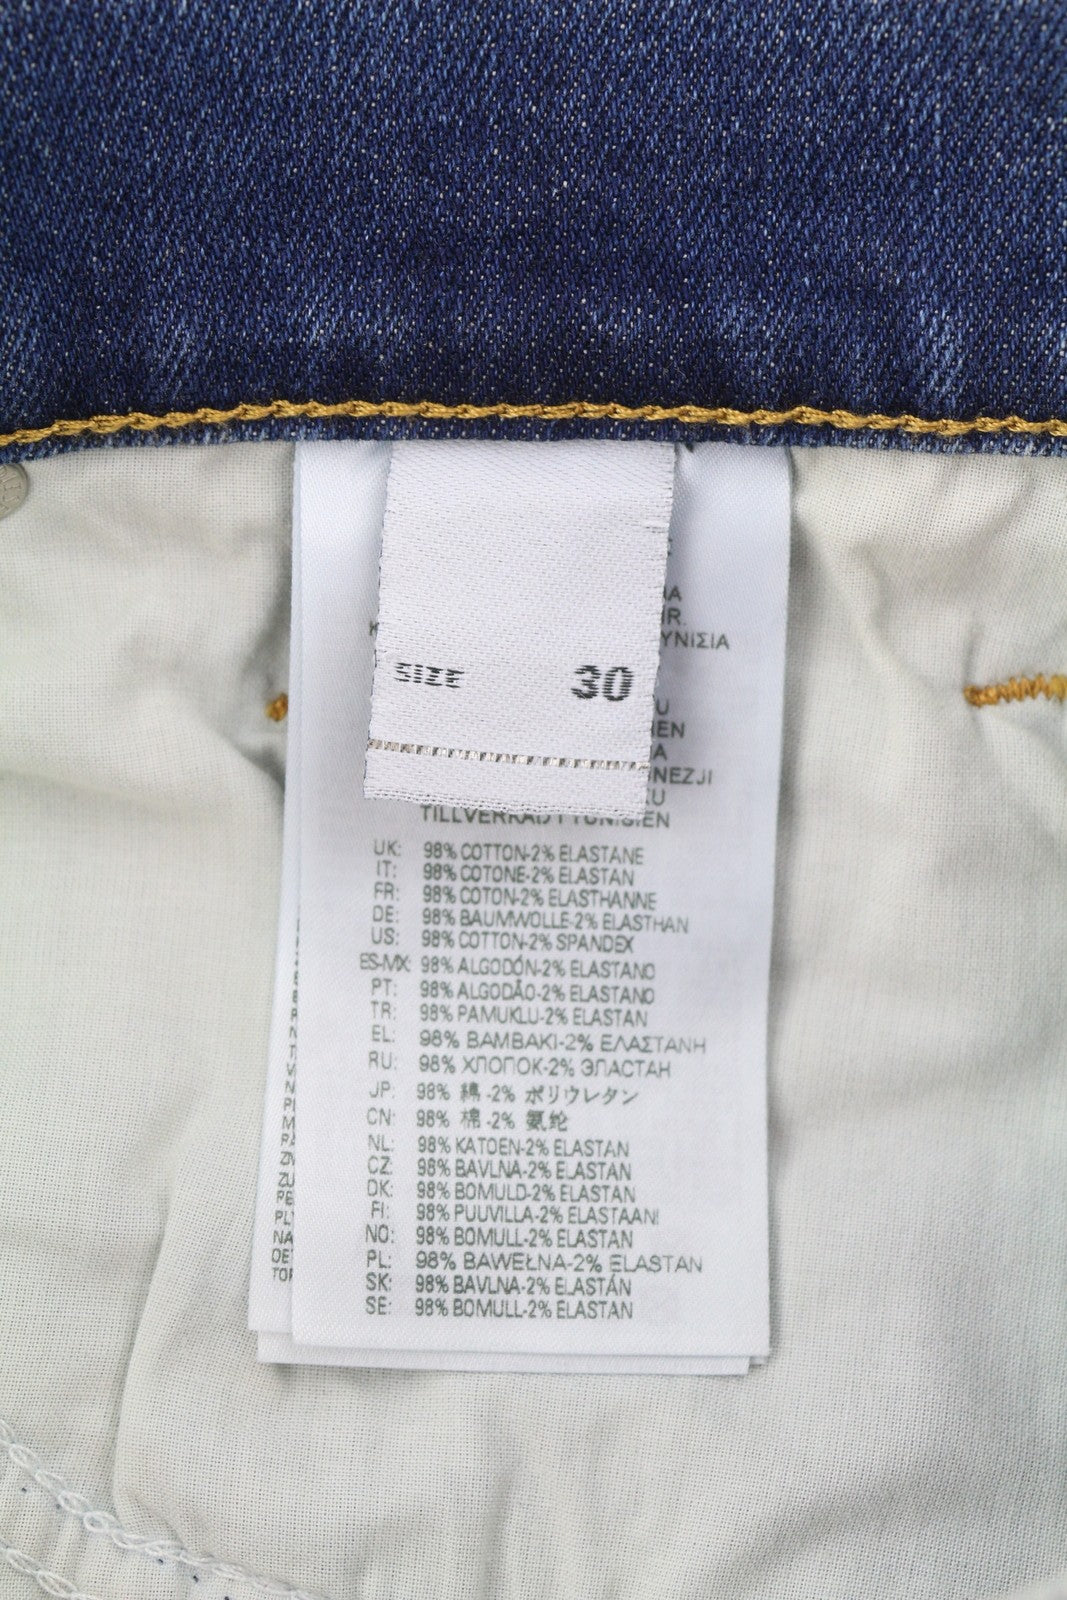 SIZE 30
ΥΝΙΣΙΑ
TILLVERKAD I TUNISIEN
UK: 98% COTTON-2% ELASTANE
IT: 98% COTONE-2% ELASTAN
FR: 98% COTON-2% ELASTHANNE
DE: 98% BAUMWOLLE-2% ELASTHAN
US: 98% COTTON-2% SPANDEX
ES-MX: 98% ALGODÓN-2% ELASTANO
PT: 98% ALGODÃO-2% ELASTANO
TR: 98% PAMUKLU-2% ELASTAN
EL: 98% ΒΑΜΒΑΚΙ-2% ΕΛΑΣΤΑΝΗ
RU: 98% ХЛОПОК-2% ЭЛАСТАН
JP: 98% 綿 -2% ポリウレタン
CN: 98% 棉 -2% 氨纶
NL: 98% KATOEN-2% ELASTAN
CZ: 98% BAVLNA-2% ELASTAN
DK: 98% BOMULD-2% ELASTAN
FI: 98% PUUVILLA-2% ELASTAANI
NO: 98% BOMULL-2% ELASTAN
PL: 98% BAWEŁNA-2% ELASTAN
SK: 98% BAVLNA-2% ELASTÁN
SE: 98% BOMULL-2% ELASTAN